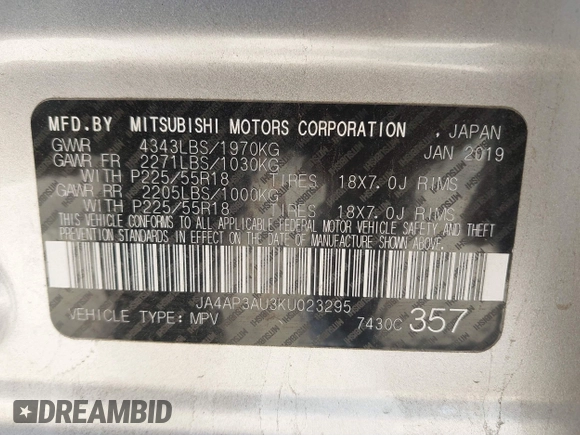 MFD.BY MITSUBISHI MOTORS CORPORATION , JAPAN
GVWR 4343LBS/1970KG JAN 2019
GAWR FR 2271LBS/1030KG
WITH P225/55R18 TIRES 18X7.0J RIMS
GAWR RR 2205LBS/1000KG
WITH P225/55R18 TIRES 18X7.0J RIMS
THIS VEHICLE CONFORMS TO ALL APPLICABLE FEDERAL MOTOR VEHICLE SAFETY AND THEFT
PREVENTION STANDARDS IN EFFECT ON THE DATE OF MANUFACTURE SHOWN ABOVE.
JA4AP3AU3KU023295
VEHICLE TYPE: MPV 7430C 357
DREAMBID